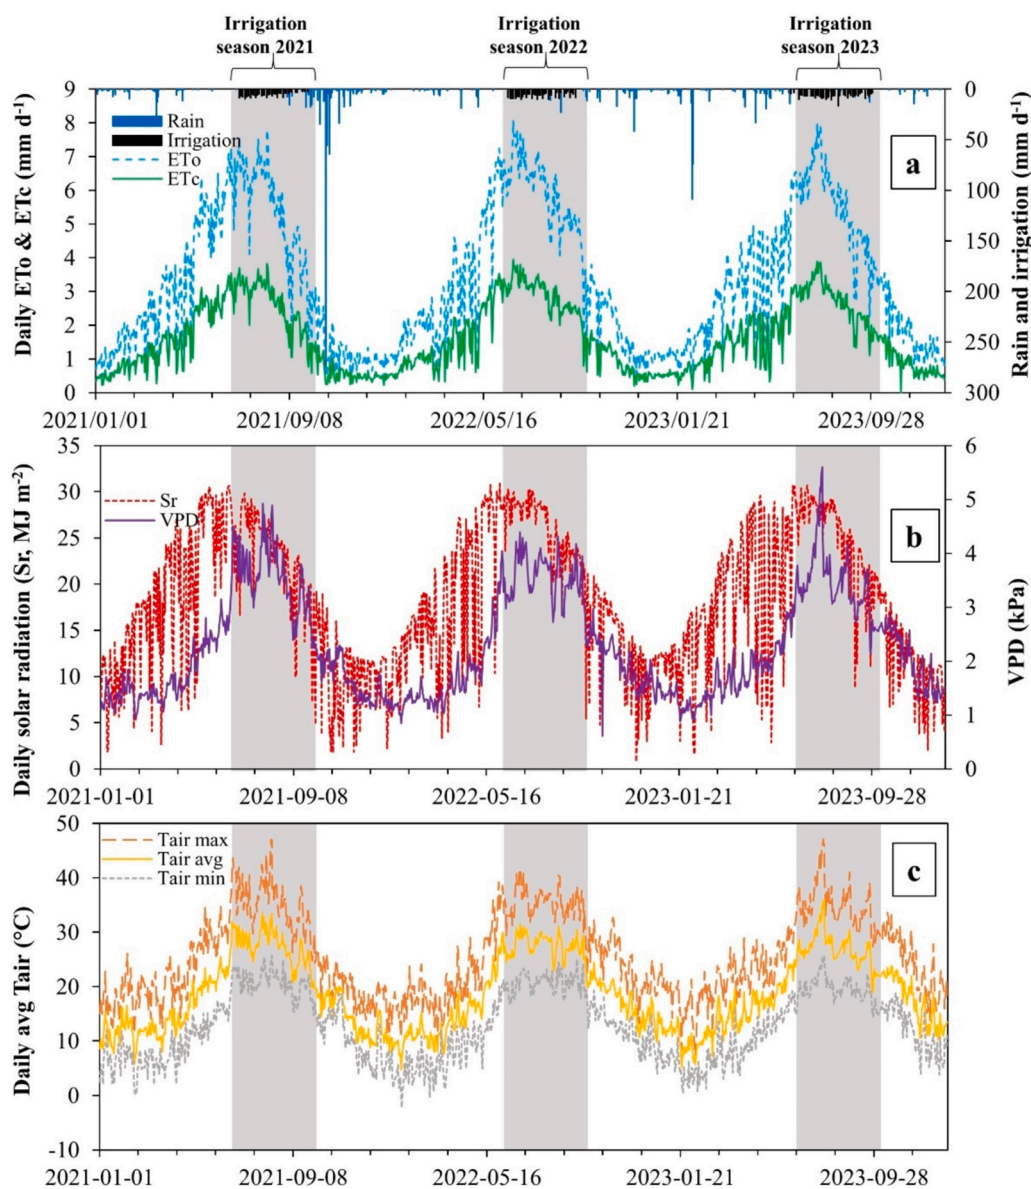 Irrigation
season 2021
Irrigation
season 2022
Irrigation
season 2023
Daily ETo & ETc (mm d⁻¹)
9
8
7
6
5
4
3
2
1
0
Rain
Irrigation
ETo
ETc
a
0
50
100
150
200
250
300
Rain and Irrigation (mm d⁻¹)
2021/01/01 2021/09/08 2022/05/16 2023/01/21 2023/09/28
Daily solar radiation (Sr, MJ m⁻²)
35
30
25
20
15
10
5
0
Sr
VPD
b
6
5
4
3
2
1
0
VPD (kPa)
2021-01-01 2021-09-08 2022-05-16 2023-01-21 2023-09-28
Daily avg Tair (°C)
50
40
30
20
10
0
-10
Tair max
Tair avg
Tair min
c
2021-01-01 2021-09-08 2022-05-16 2023-01-21 2023-09-28